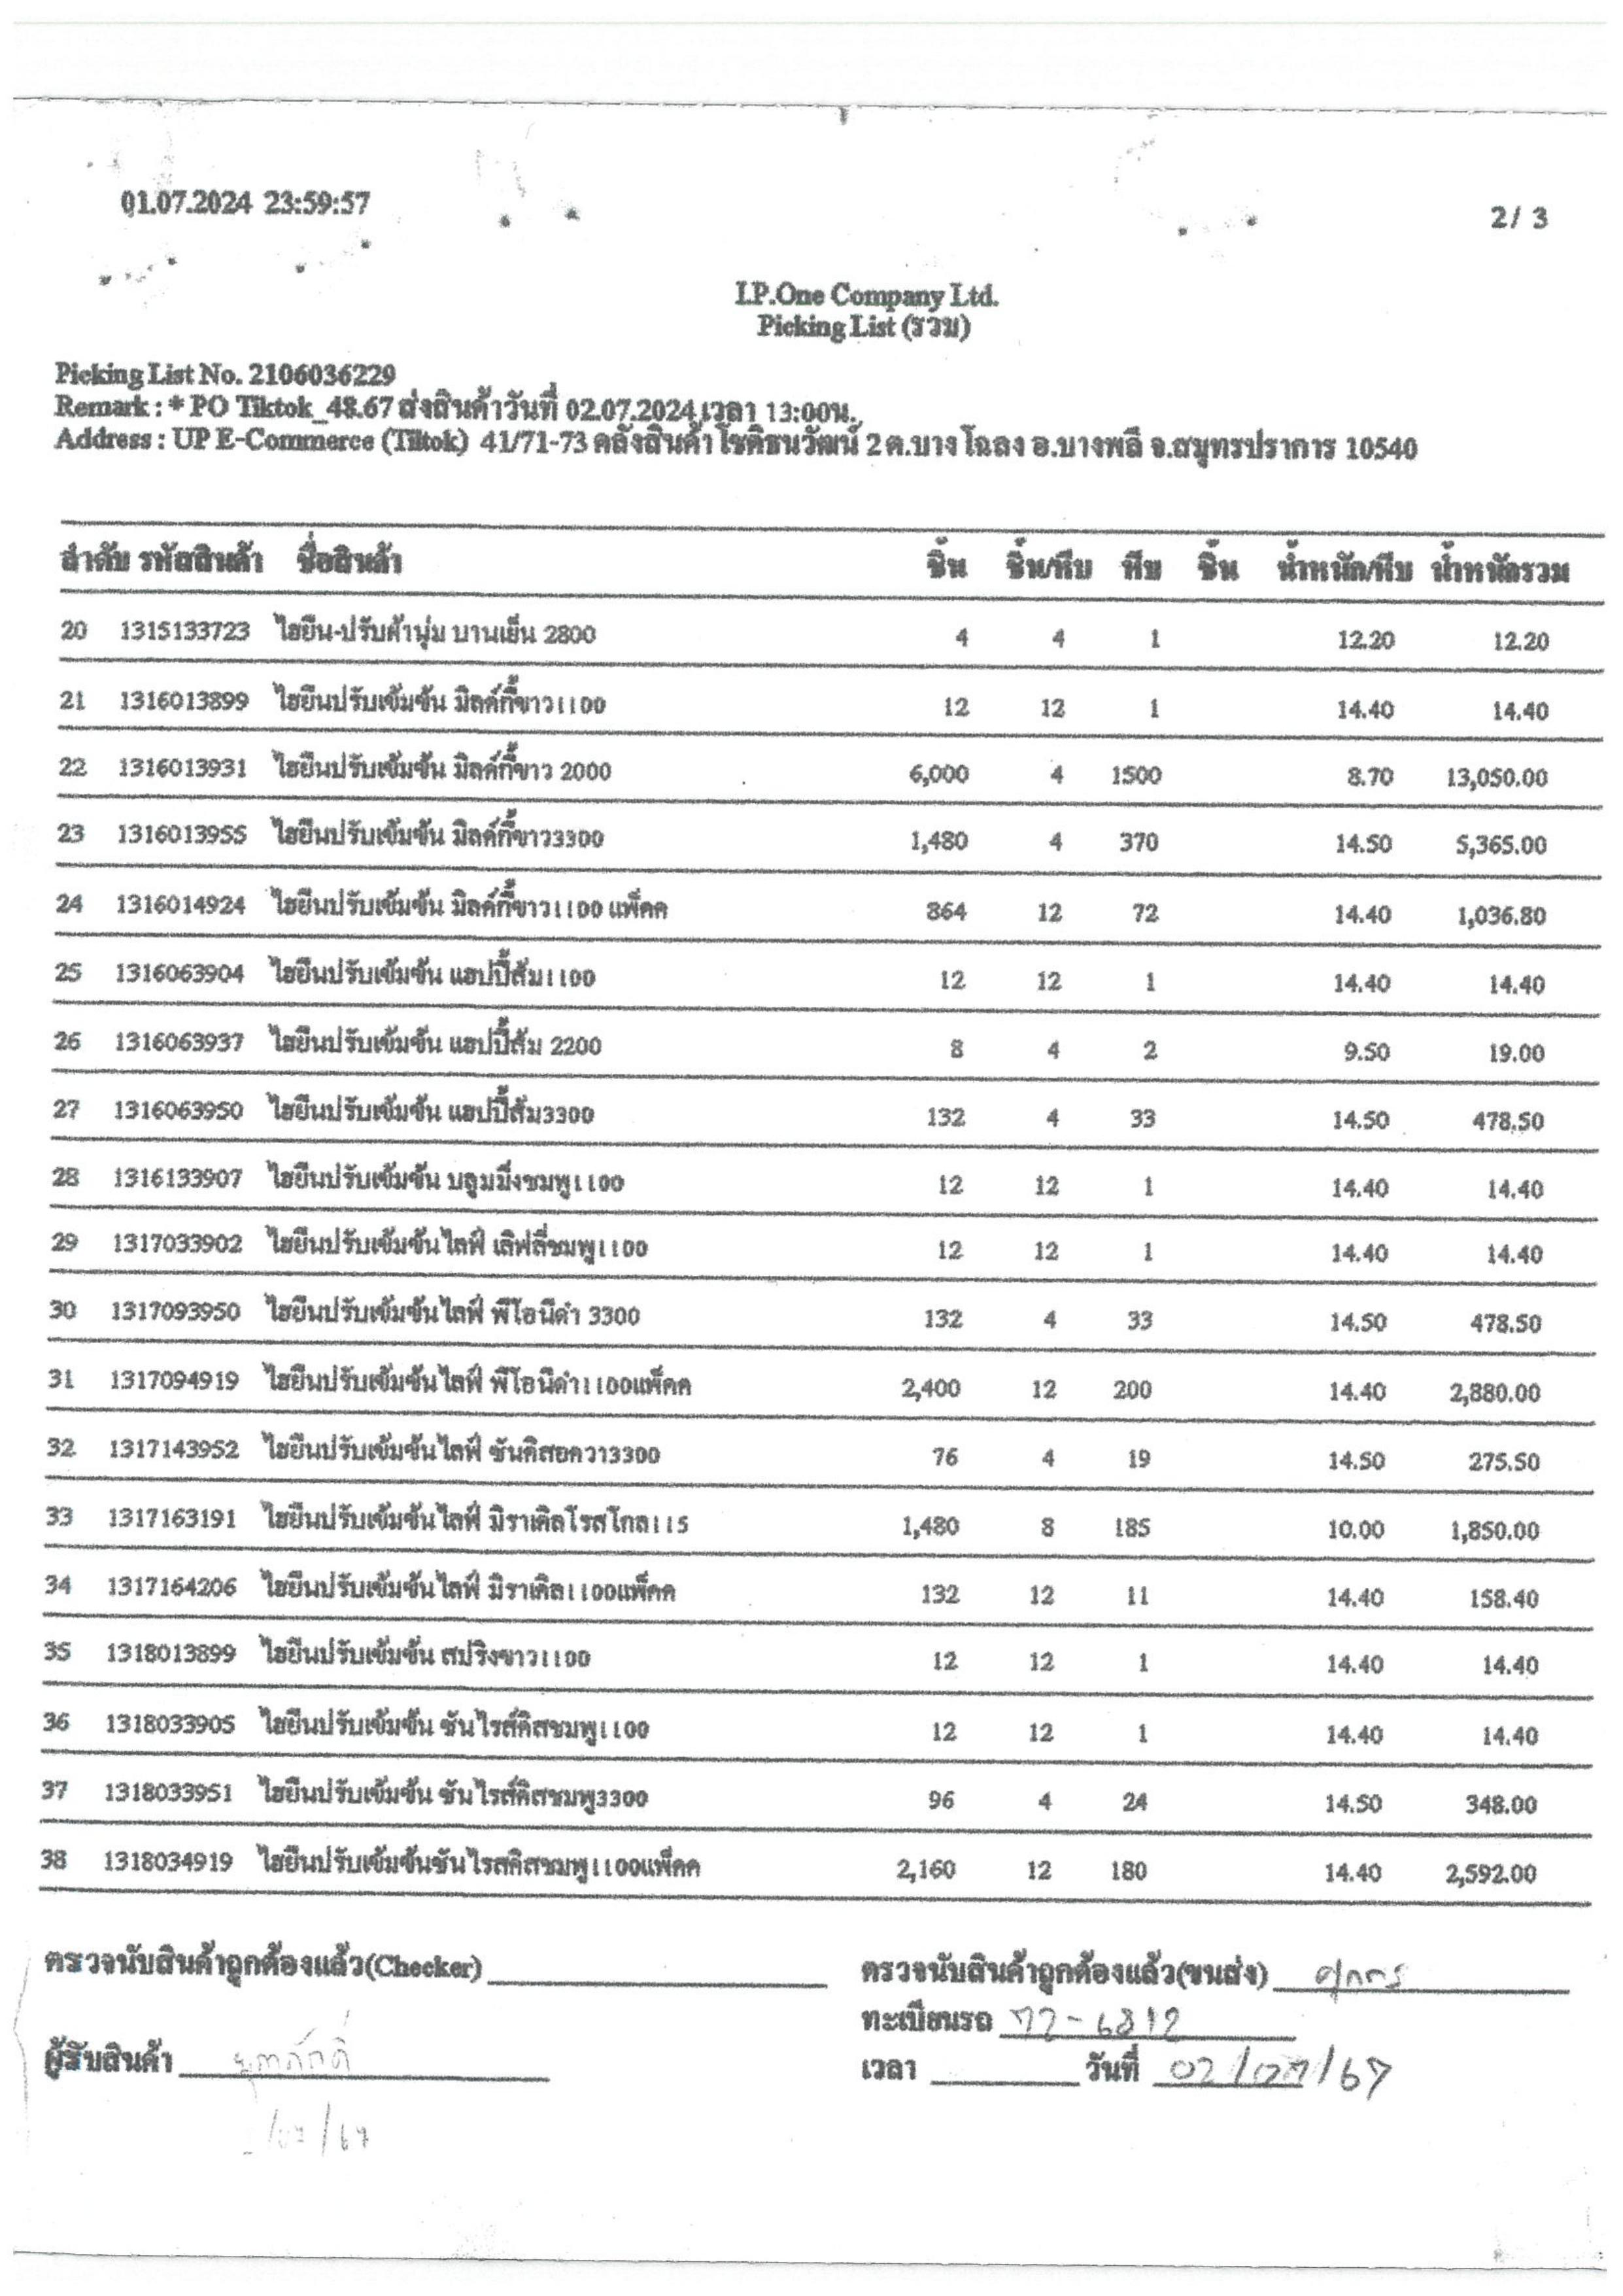 01.07.2024 23:59:57
2/ 3
I.P.One Company Ltd.
Picking List (รวม)
Picking List No. 2106036229
Remark : * PO Tiktok_48.67 ส่งสินค้าวันที่ 02.07.2024 เวลา 13:00น.
Address : UP E-Commerce (Tiktok) 41/71-73 คลังสินค้า โชติธนวัฒน์ 2 ต.บางโฉลง อ.บางพลี จ.สมุทรปราการ 10540
ลำดับ รหัสสินค้า ชื่อสินค้า ชิ้น ชิ้น/หีบ หีบ ชิ้น น้ำหนัก/หีบ น้ำหนักรวม
20 1315133723 ไฮยีน-ปรับผ้านุ่ม บานเย็น 2800 4 4 1 12.20 12.20
21 1316013899 ไฮยีนปรับเข้มข้น มิลค์กี้ขาว1100 12 12 1 14.40 14.40
22 1316013931 ไฮยีนปรับเข้มข้น มิลค์กี้ขาว 2000 6,000 4 1500 8.70 13,050.00
23 1316013955 ไฮยีนปรับเข้มข้น มิลค์กี้ขาว3300 1,480 4 370 14.50 5,365.00
24 1316014924 ไฮยีนปรับเข้มข้น มิลค์กี้ขาว1100 แพ็คค 864 12 72 14.40 1,036.80
25 1316063904 ไฮยีนปรับเข้มข้น แฮปปี้ส้ม1100 12 12 1 14.40 14.40
26 1316063937 ไฮยีนปรับเข้มข้น แฮปปี้ส้ม 2200 8 4 2 9.50 19.00
27 1316063950 ไฮยีนปรับเข้มข้น แฮปปี้ส้ม3300 132 4 33 14.50 478.50
28 1316133907 ไฮยีนปรับเข้มข้น บลูมมิ่งชมพู1100 12 12 1 14.40 14.40
29 1317033902 ไฮยีนปรับเข้มข้นไลฟ์ เลิฟลี่ชมพู1100 12 12 1 14.40 14.40
30 1317093950 ไฮยีนปรับเข้มข้นไลฟ์ พีโอนีดำ 3300 132 4 33 14.50 478.50
31 1317094919 ไฮยีนปรับเข้มข้นไลฟ์ พีโอนีดำ1100แพ็คค 2,400 12 200 14.40 2,880.00
32 1317143952 ไฮยีนปรับเข้มข้นไลฟ์ ซันคิสอควา3300 76 4 19 14.50 275.50
33 1317163191 ไฮยีนปรับเข้มข้นไลฟ์ มิราเคิลโรสโกล115 1,480 8 185 10.00 1,850.00
34 1317164206 ไฮยีนปรับเข้มข้นไลฟ์ มิราเคิล1100แพ็คค 132 12 11 14.40 158.40
35 1318013899 ไฮยีนปรับเข้มข้น สปริงขาว1100 12 12 1 14.40 14.40
36 1318033905 ไฮยีนปรับเข้มข้น ซันไรส์คิสชมพู1100 12 12 1 14.40 14.40
37 1318033951 ไฮยีนปรับเข้มข้น ซันไรส์คิสชมพู3300 96 4 24 14.50 348.00
38 1318034919 ไฮยีนปรับเข้มข้นซันไรสคิสชมพู1100แพ็คค 2,160 12 180 14.40 2,592.00
ตรวจนับสินค้าถูกต้องแล้ว(Checker)
ตรวจนับสินค้าถูกต้องแล้ว(ขนส่ง)
ทะเบียนรถ 72-6812
ผู้รับสินค้า
เวลา วันที่ 02/07/67
/07/67